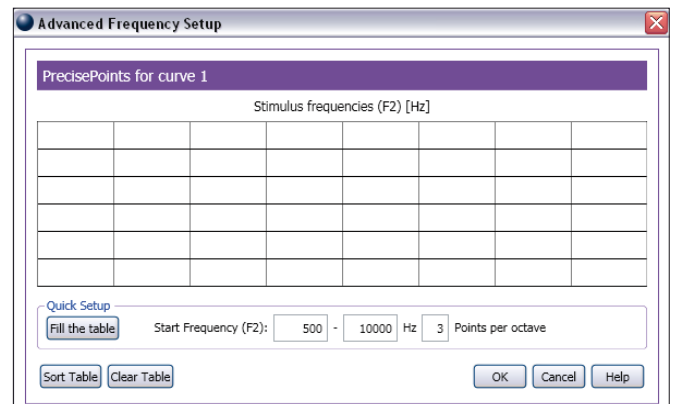 Advanced Frequency Setup
PrecisePoints for curve 1
Stimulus frequencies (F2) [Hz]
Quick Setup
Fill the table Start Frequency (F2): 500 - 10000 Hz 3 Points per octave
Sort Table Clear Table OK Cancel Help